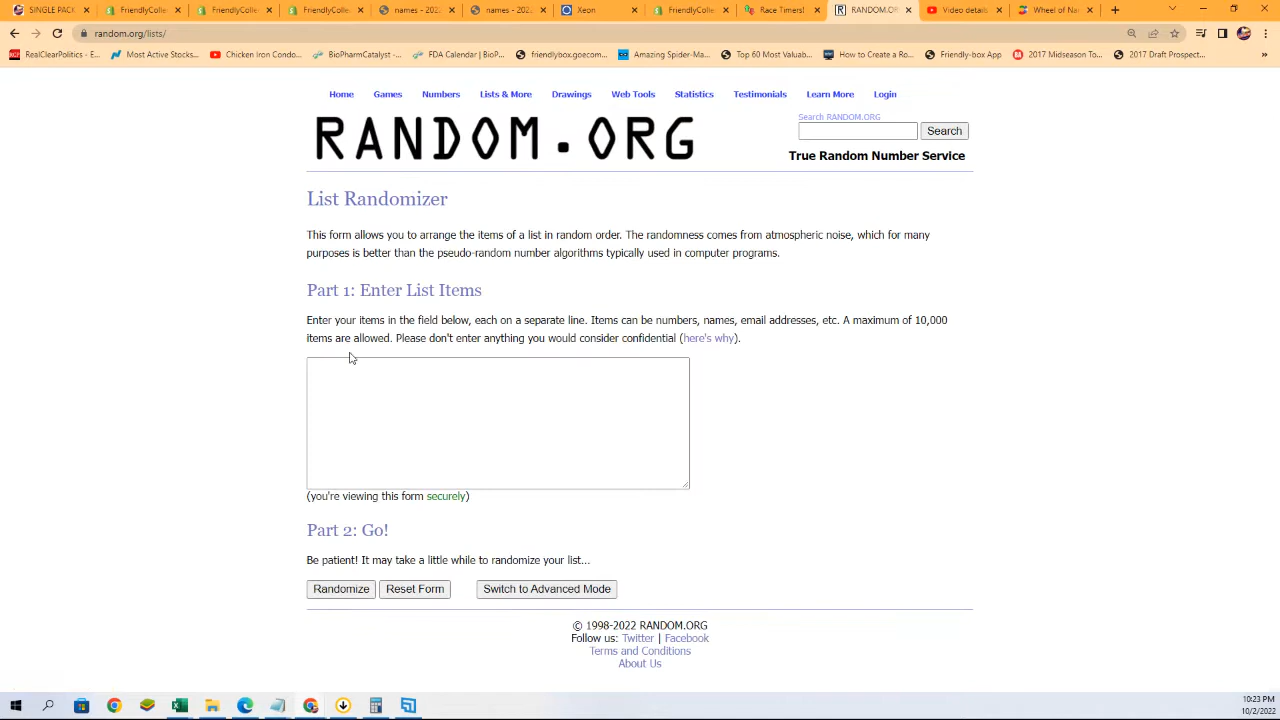 SINGLE PACK
FriendlyColle
FriendlyColle
FriendlyColle
names - 202
names - 202
Xeon
FriendlyColle
Race Timers!
RANDOM.OR
Video details
Wheel of Na
random.org/lists/
RealClearPolitics - E...
Most Active Stocks...
Chicken Iron Condo...
BioPharmCatalyst -...
FDA Calendar | BioP...
friendlybox.goecom...
Amazing Spider-Ma...
Top 60 Most Valuab...
How to Create a Ro...
Friendly-box App
2017 Midseason To...
2017 Draft Prospect...
»
Home Games Numbers Lists & More Drawings Web Tools Statistics Testimonials Learn More Login
RANDOM.ORG
Search RANDOM.ORG
Search
True Random Number Service
List Randomizer
This form allows you to arrange the items of a list in random order. The randomness comes from atmospheric noise, which for many
purposes is better than the pseudo-random number algorithms typically used in computer programs.
Part 1: Enter List Items
Enter your items in the field below, each on a separate line. Items can be numbers, names, email addresses, etc. A maximum of 10,000
items are allowed. Please don't enter anything you would consider confidential (here's why).
(you're viewing this form securely)
Part 2: Go!
Be patient! It may take a little while to randomize your list...
Randomize Reset Form Switch to Advanced Mode
© 1998-2022 RANDOM.ORG
Follow us: Twitter | Facebook
Terms and Conditions
About Us
10:23 PM
10/2/2022